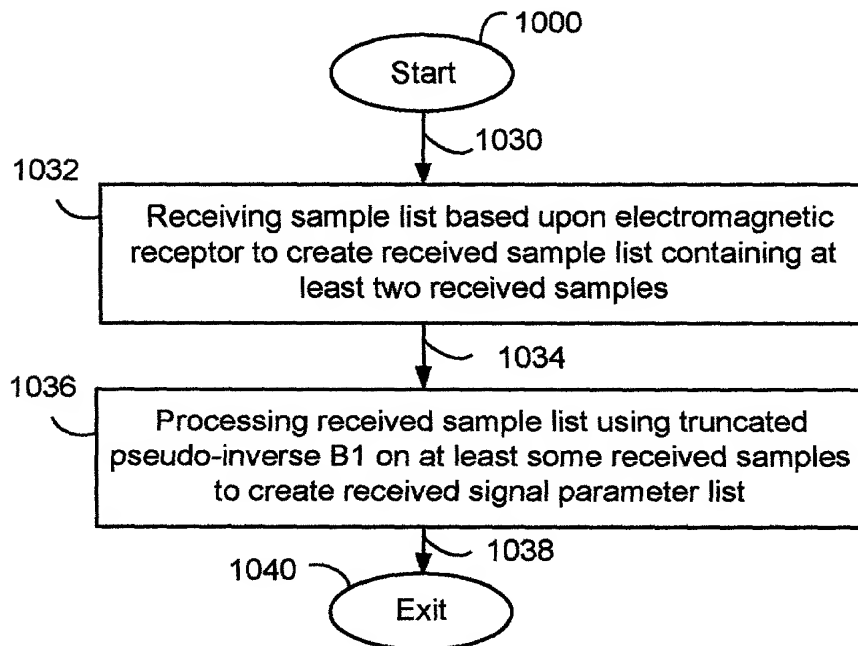 1000
Start
1030
1032
Receiving sample list based upon electromagnetic
receptor to create received sample list containing at
least two received samples
1034
1036
Processing received sample list using truncated
pseudo-inverse B1 on at least some received samples
to create received signal parameter list
1038
1040
Exit